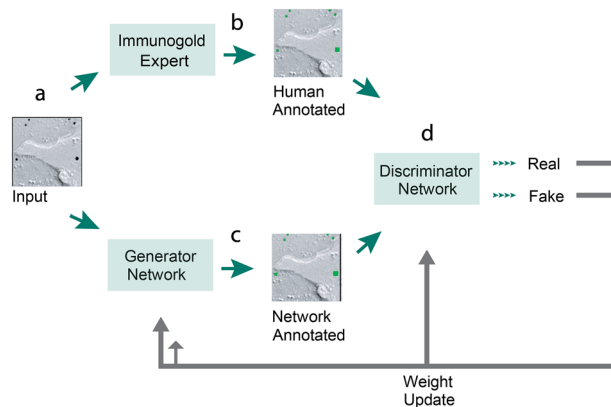 a
Input
b
Immunogold
Expert
Human
Annotated
c
Generator
Network
Network
Annotated
d
Discriminator
Network
Real
Fake
Weight
Update